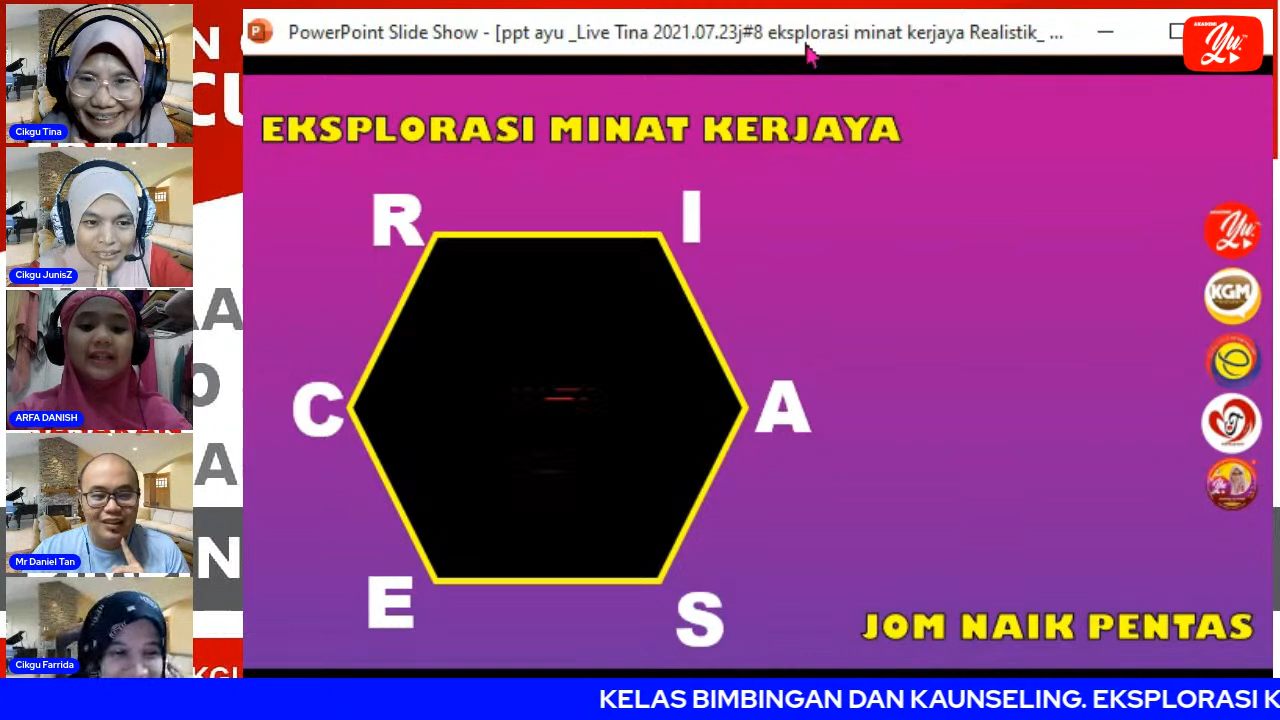 PowerPoint Slide Show - [ppt ayu _Live Tina 2021.07.23j#8 eksplorasi minat kerjaya Realistik_ ...
AKADEMI
Yu.
EKSPLORASI MINAT KERJAYA
R
I
C
A
E
S
KGM
JOM NAIK PENTAS
Cikgu Tina
Cikgu JunisZ
ARFA DANISH
Mr Daniel Tan
Cikgu Farrida
KELAS BIMBINGAN DAN KAUNSELING. EKSPLORASI K